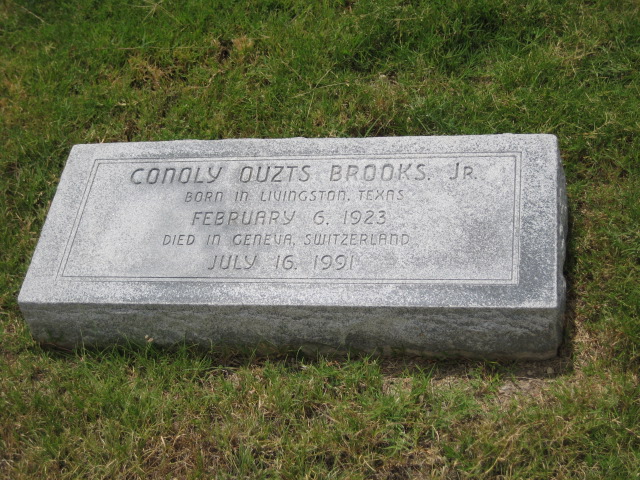 CONOLY OUZTS BROOKS, JR.
BORN IN LIVINGSTON, TEXAS
FEBRUARY 6, 1923
DIED IN GENEVA, SWITZERLAND
JULY 16, 1991